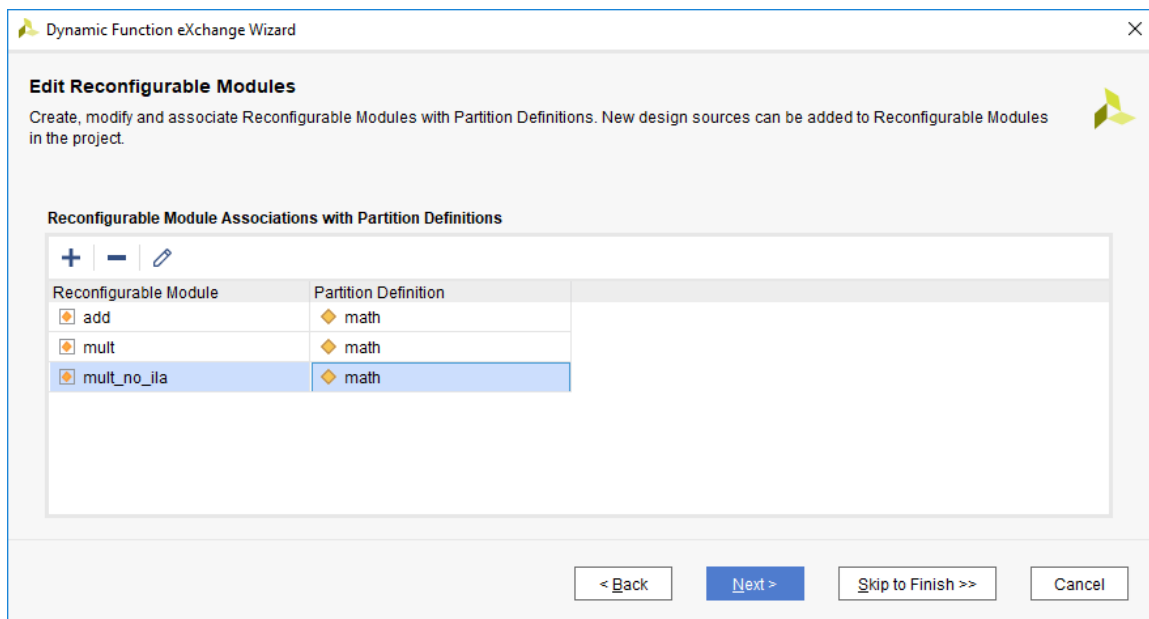 Dynamic Function eXchange Wizard
Edit Reconfigurable Modules
Create, modify and associate Reconfigurable Modules with Partition Definitions. New design sources can be added to Reconfigurable Modules
in the project.
Reconfigurable Module Associations with Partition Definitions
Reconfigurable Module Partition Definition
add math
mult math
mult_no_ila math
< Back Next > Skip to Finish >> Cancel